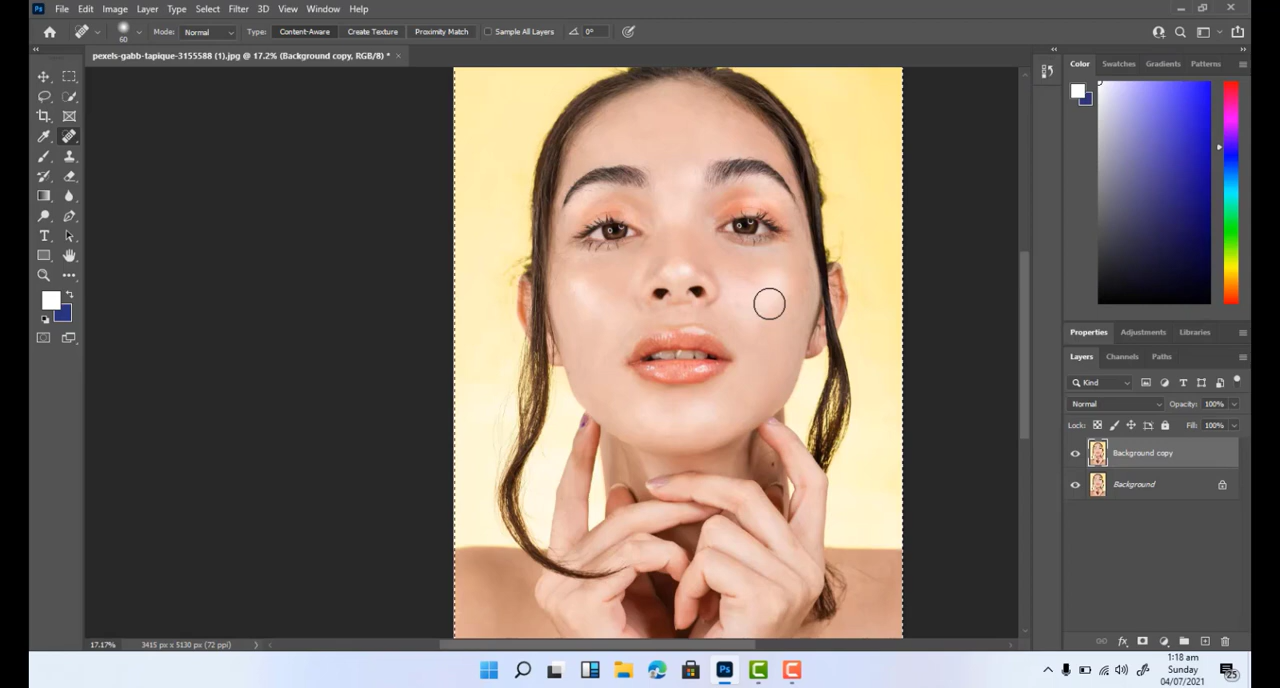 Ps File Edit Image Layer Type Select Filter 3D View Window Help
60 Mode: Normal Type: Content-Aware Create Texture Proximity Match Sample All Layers 0°
pexels-gabb-tapique-3155588 (1).jpg @ 17.2% (Background copy, RGB/8) * ×
Color Swatches Gradients Patterns
Properties Adjustments Libraries
Layers Channels Paths
Kind
Normal Opacity: 100%
Lock: Fill: 100%
Background copy
Background
17.17% 3415 px x 5130 px (72 ppi)
1:18 am
Sunday
04/07/2021
25